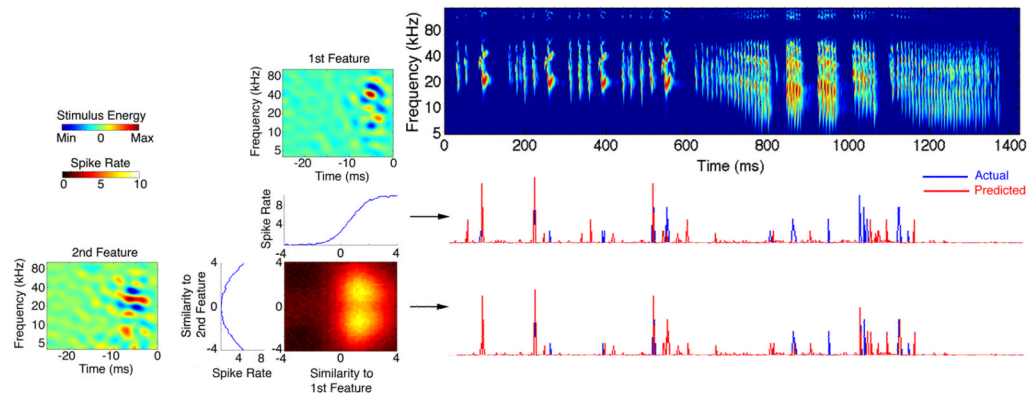 1st Feature
Frequency (kHz)
80
40
20
10
4
-20
-10
0
Time (ms)
Stimulus Energy
Min 0 Max
Spike Rate
0 5 10
Frequency (kHz)
80
40
20
10
5
0 200 400 600 800 1000 1200 1400
Time (ms)
Actual
Predicted
Spike Rate
8
4
-4 0 4
2nd Feature
Frequency (kHz)
80
40
20
10
4
-20 -10 0
Time (ms)
Similarity to
2nd Feature
4
0
-4
8
Spike Rate
4
0
-4
-4 0 4
Similarity to
1st Feature